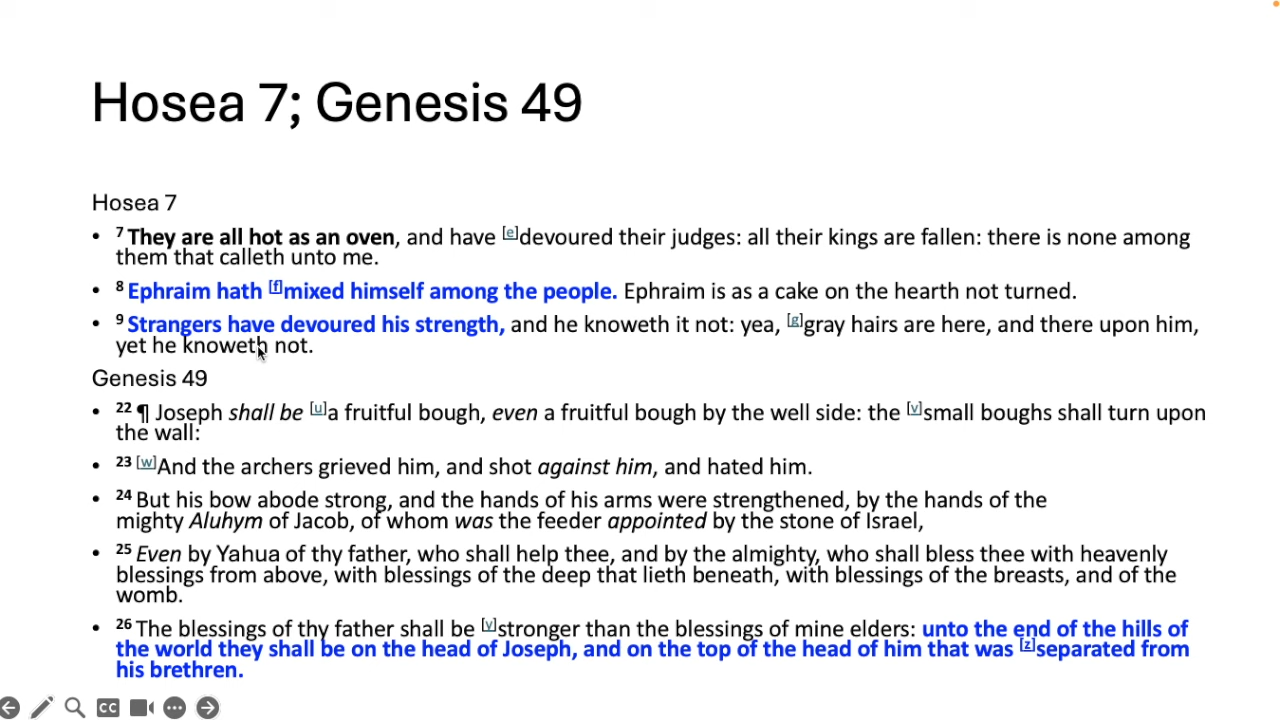 Hosea 7; Genesis 49
Hosea 7
• 7 They are all hot as an oven, and have [e]devoured their judges: all their kings are fallen: there is none among
them that calleth unto me.
• 8 Ephraim hath [f]mixed himself among the people. Ephraim is as a cake on the hearth not turned.
• 9 Strangers have devoured his strength, and he knoweth it not: yea, [g]gray hairs are here, and there upon him,
yet he knoweth not.
Genesis 49
• 22 ¶ Joseph shall be [u]a fruitful bough, even a fruitful bough by the well side: the [v]small boughs shall turn upon
the wall:
• 23 [w]And the archers grieved him, and shot against him, and hated him.
• 24 But his bow abode strong, and the hands of his arms were strengthened, by the hands of the
mighty Aluhym of Jacob, of whom was the feeder appointed by the stone of Israel,
• 25 Even by Yahua of thy father, who shall help thee, and by the almighty, who shall bless thee with heavenly
blessings from above, with blessings of the deep that lieth beneath, with blessings of the breasts, and of the
womb.
• 26 The blessings of thy father shall be [y]stronger than the blessings of mine elders: unto the end of the hills of
the world they shall be on the head of Joseph, and on the top of the head of him that was [z]separated from
his brethren.
CC